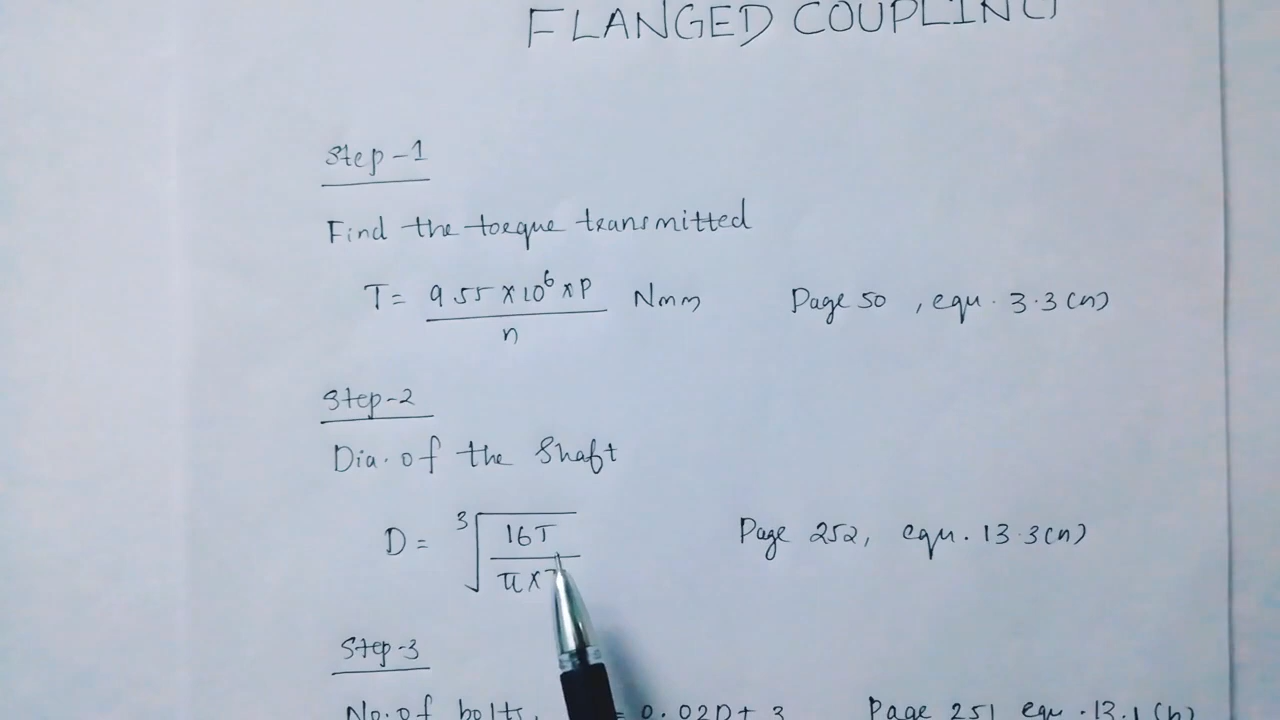 FLANGED COUPLING
Step-1
Find the torque transmitted
T = 9.55 × 10⁶ × P / n Nmm Page 50 , equ. 3.3(n)
Step-2
Dia. of the Shaft
D = ³√(16T / π × Page 252, equ. 13.3(n)
Step-3
No. of bolts, = 0.02D + 3 Page 251 equ. 13.1(b)